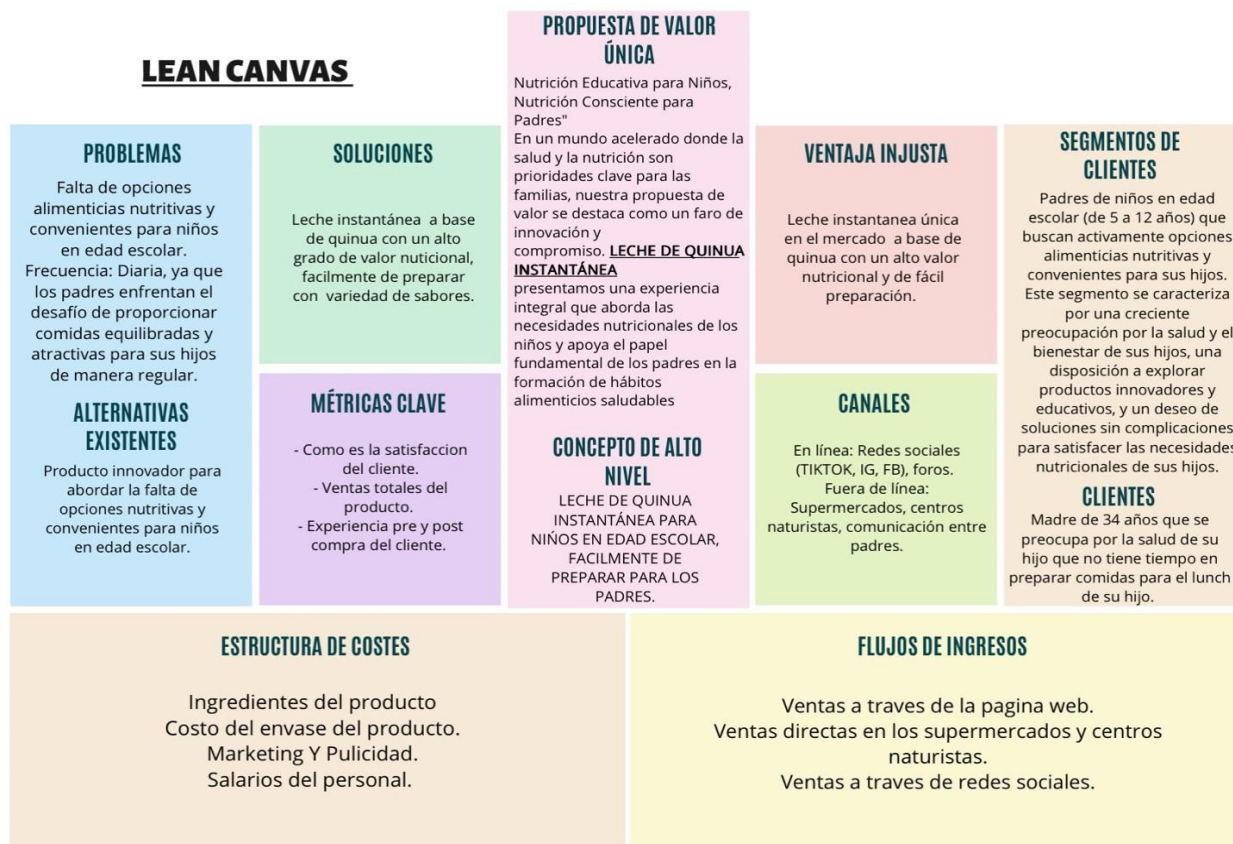 LEAN CANVAS
PROBLEMAS
Falta de opciones
alimenticias nutritivas y
convenientes para niños
en edad escolar.
Frecuencia: Diaria, ya que
los padres enfrentan el
desafío de proporcionar
comidas equilibradas y
atractivas para sus hijos
de manera regular.
ALTERNATIVAS
EXISTENTES
Producto innovador para
abordar la falta de
opciones nutritivas y
convenientes para niños
en edad escolar.
SOLUCIONES
Leche instantánea a base
de quinua con un alto
grado de valor nuticional,
facilmente de preparar
con variedad de sabores.
MÉTRICAS CLAVE
- Como es la satisfaccion
del cliente.
- Ventas totales del
producto.
- Experiencia pre y post
compra del cliente.
PROPUESTA DE VALOR
ÚNICA
Nutrición Educativa para Niños,
Nutrición Consciente para
Padres"
En un mundo acelerado donde la
salud y la nutrición son
prioridades clave para las
familias, nuestra propuesta de
valor se destaca como un faro de
innovación y
compromiso. LECHE DE QUINUA
INSTANTÁNEA
presentamos una experiencia
integral que aborda las
necesidades nutricionales de los
niños y apoya el papel
fundamental de los padres en la
formación de hábitos
alimenticios saludables
CONCEPTO DE ALTO
NIVEL
LECHE DE QUINUA
INSTANTÁNEA PARA
NIŃOS EN EDAD ESCOLAR,
FACILMENTE DE
PREPARAR PARA LOS
PADRES.
VENTAJA INJUSTA
Leche instantanea única
en el mercado a base de
quinua con un alto valor
nutricional y de fácil
preparación.
CANALES
En línea: Redes sociales
(TIKTOK, IG, FB), foros.
Fuera de línea:
Supermercados, centros
naturistas, comunicación entre
padres.
SEGMENTOS DE
CLIENTES
Padres de niños en edad
escolar (de 5 a 12 años) que
buscan activamente opciones
alimenticias nutritivas y
convenientes para sus hijos.
Este segmento se caracteriza
por una creciente
preocupación por la salud y el
bienestar de sus hijos, una
disposición a explorar
productos innovadores y
educativos, y un deseo de
soluciones sin complicaciones
para satisfacer las necesidades
nutricionales de sus hijos.
CLIENTES
Madre de 34 años que se
preocupa por la salud de su
hijo que no tiene tiempo en
preparar comidas para el lunch
de su hijo.
ESTRUCTURA DE COSTES
Ingredientes del producto
Costo del envase del producto.
Marketing Y Pulicidad.
Salarios del personal.
FLUJOS DE INGRESOS
Ventas a traves de la pagina web.
Ventas directas en los supermercados y centros
naturistas.
Ventas a traves de redes sociales.